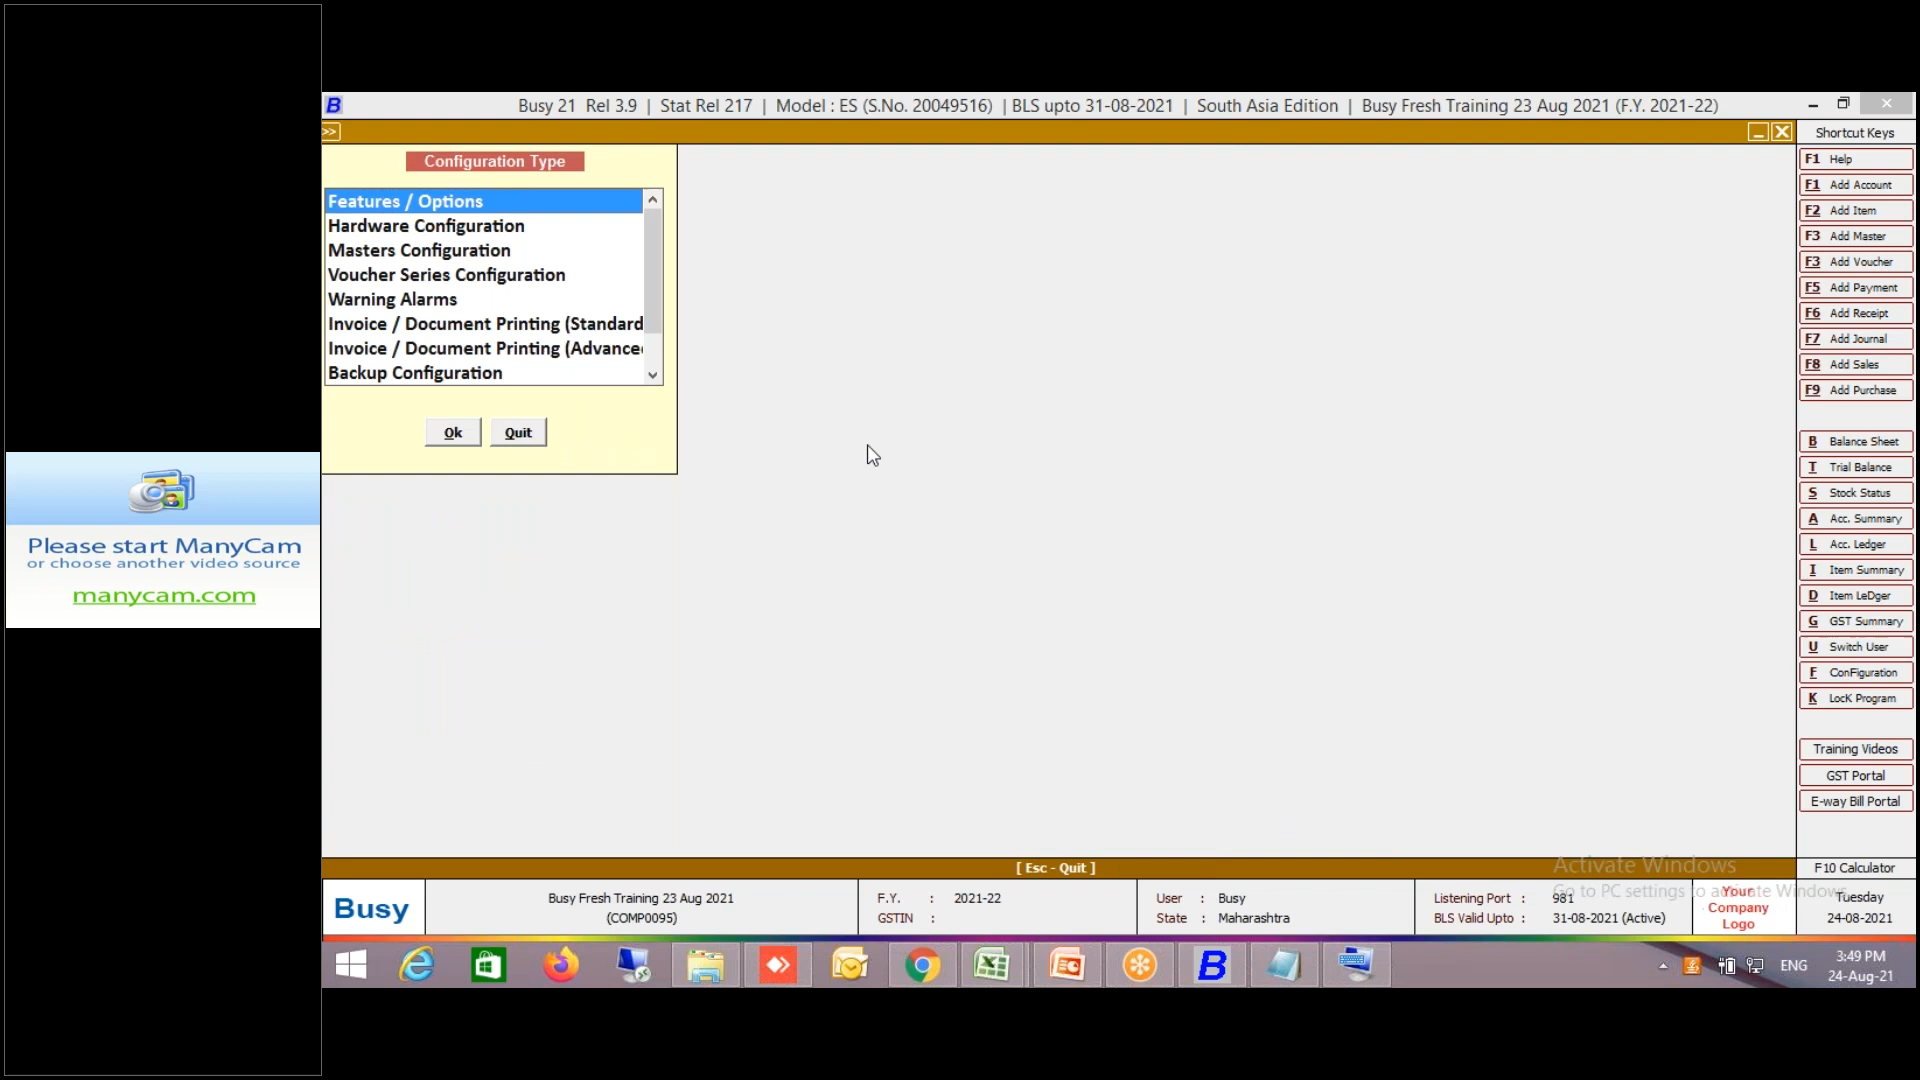 Busy 21 Rel 3.9 | Stat Rel 217 | Model : ES (S.No. 20049516) | BLS upto 31-08-2021 | South Asia Edition | Busy Fresh Training 23 Aug 2021 (F.Y. 2021-22)
>>
Configuration Type
Features / Options
Hardware Configuration
Masters Configuration
Voucher Series Configuration
Warning Alarms
Invoice / Document Printing (Standard
Invoice / Document Printing (Advance
Backup Configuration
Ok
Quit
Please start ManyCam
or choose another video source
manycam.com
Shortcut Keys
F1 Help
F1 Add Account
F2 Add Item
F3 Add Master
F3 Add Voucher
F5 Add Payment
F6 Add Receipt
F7 Add Journal
F8 Add Sales
F9 Add Purchase
B Balance Sheet
T Trial Balance
S Stock Status
A Acc. Summary
L Acc. Ledger
I Item Summary
D Item LeDger
G GST Summary
U Switch User
F ConFiguration
K LocK Program
Training Videos
GST Portal
E-way Bill Portal
[ Esc - Quit ]
F10 Calculator
Activate Windows
Go to PC settings to activate Windows.
Busy
Busy Fresh Training 23 Aug 2021
(COMP0095)
F.Y. : 2021-22
GSTIN :
User : Busy
State : Maharashtra
Listening Port : 981
BLS Valid Upto : 31-08-2021 (Active)
Your
Company
Logo
Tuesday
24-08-2021
ENG
3:49 PM
24-Aug-21